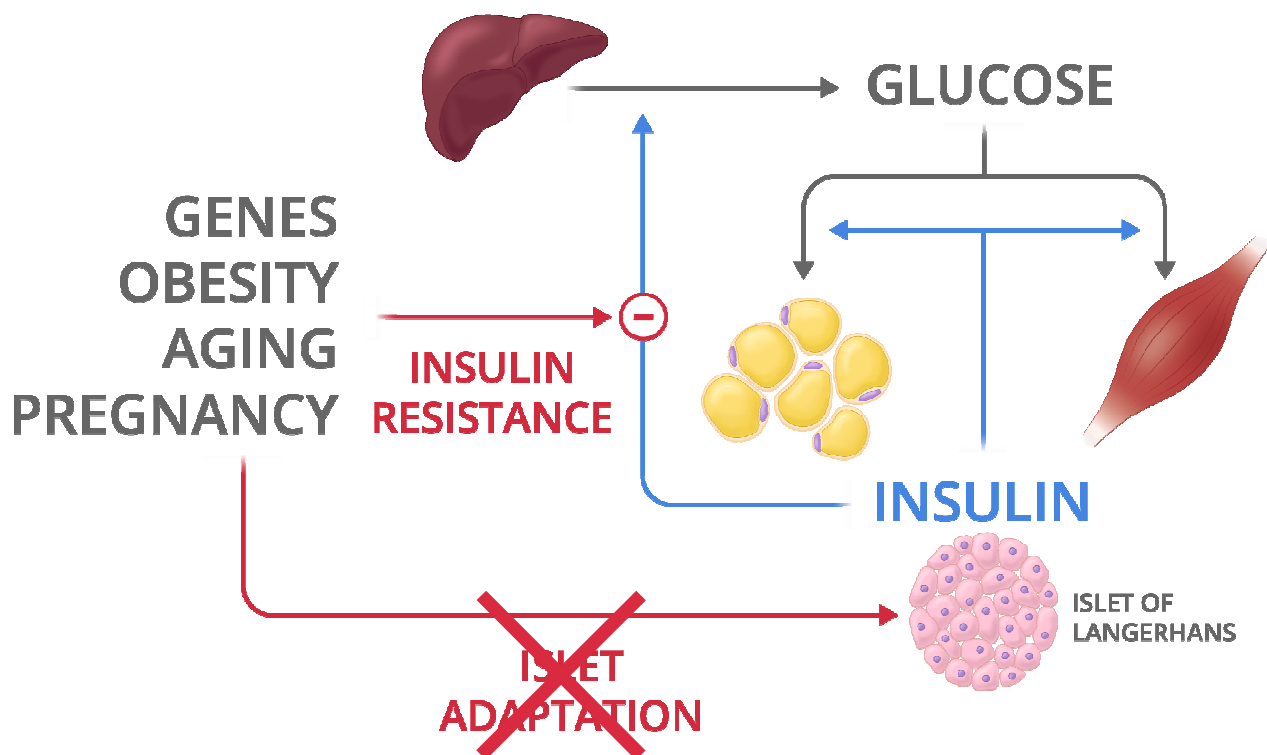 GLUCOSE
GENES
OBESITY
AGING
PREGNANCY
INSULIN
RESISTANCE
INSULIN
ISLET OF
LANGERHANS
ISLET
ADAPTATION